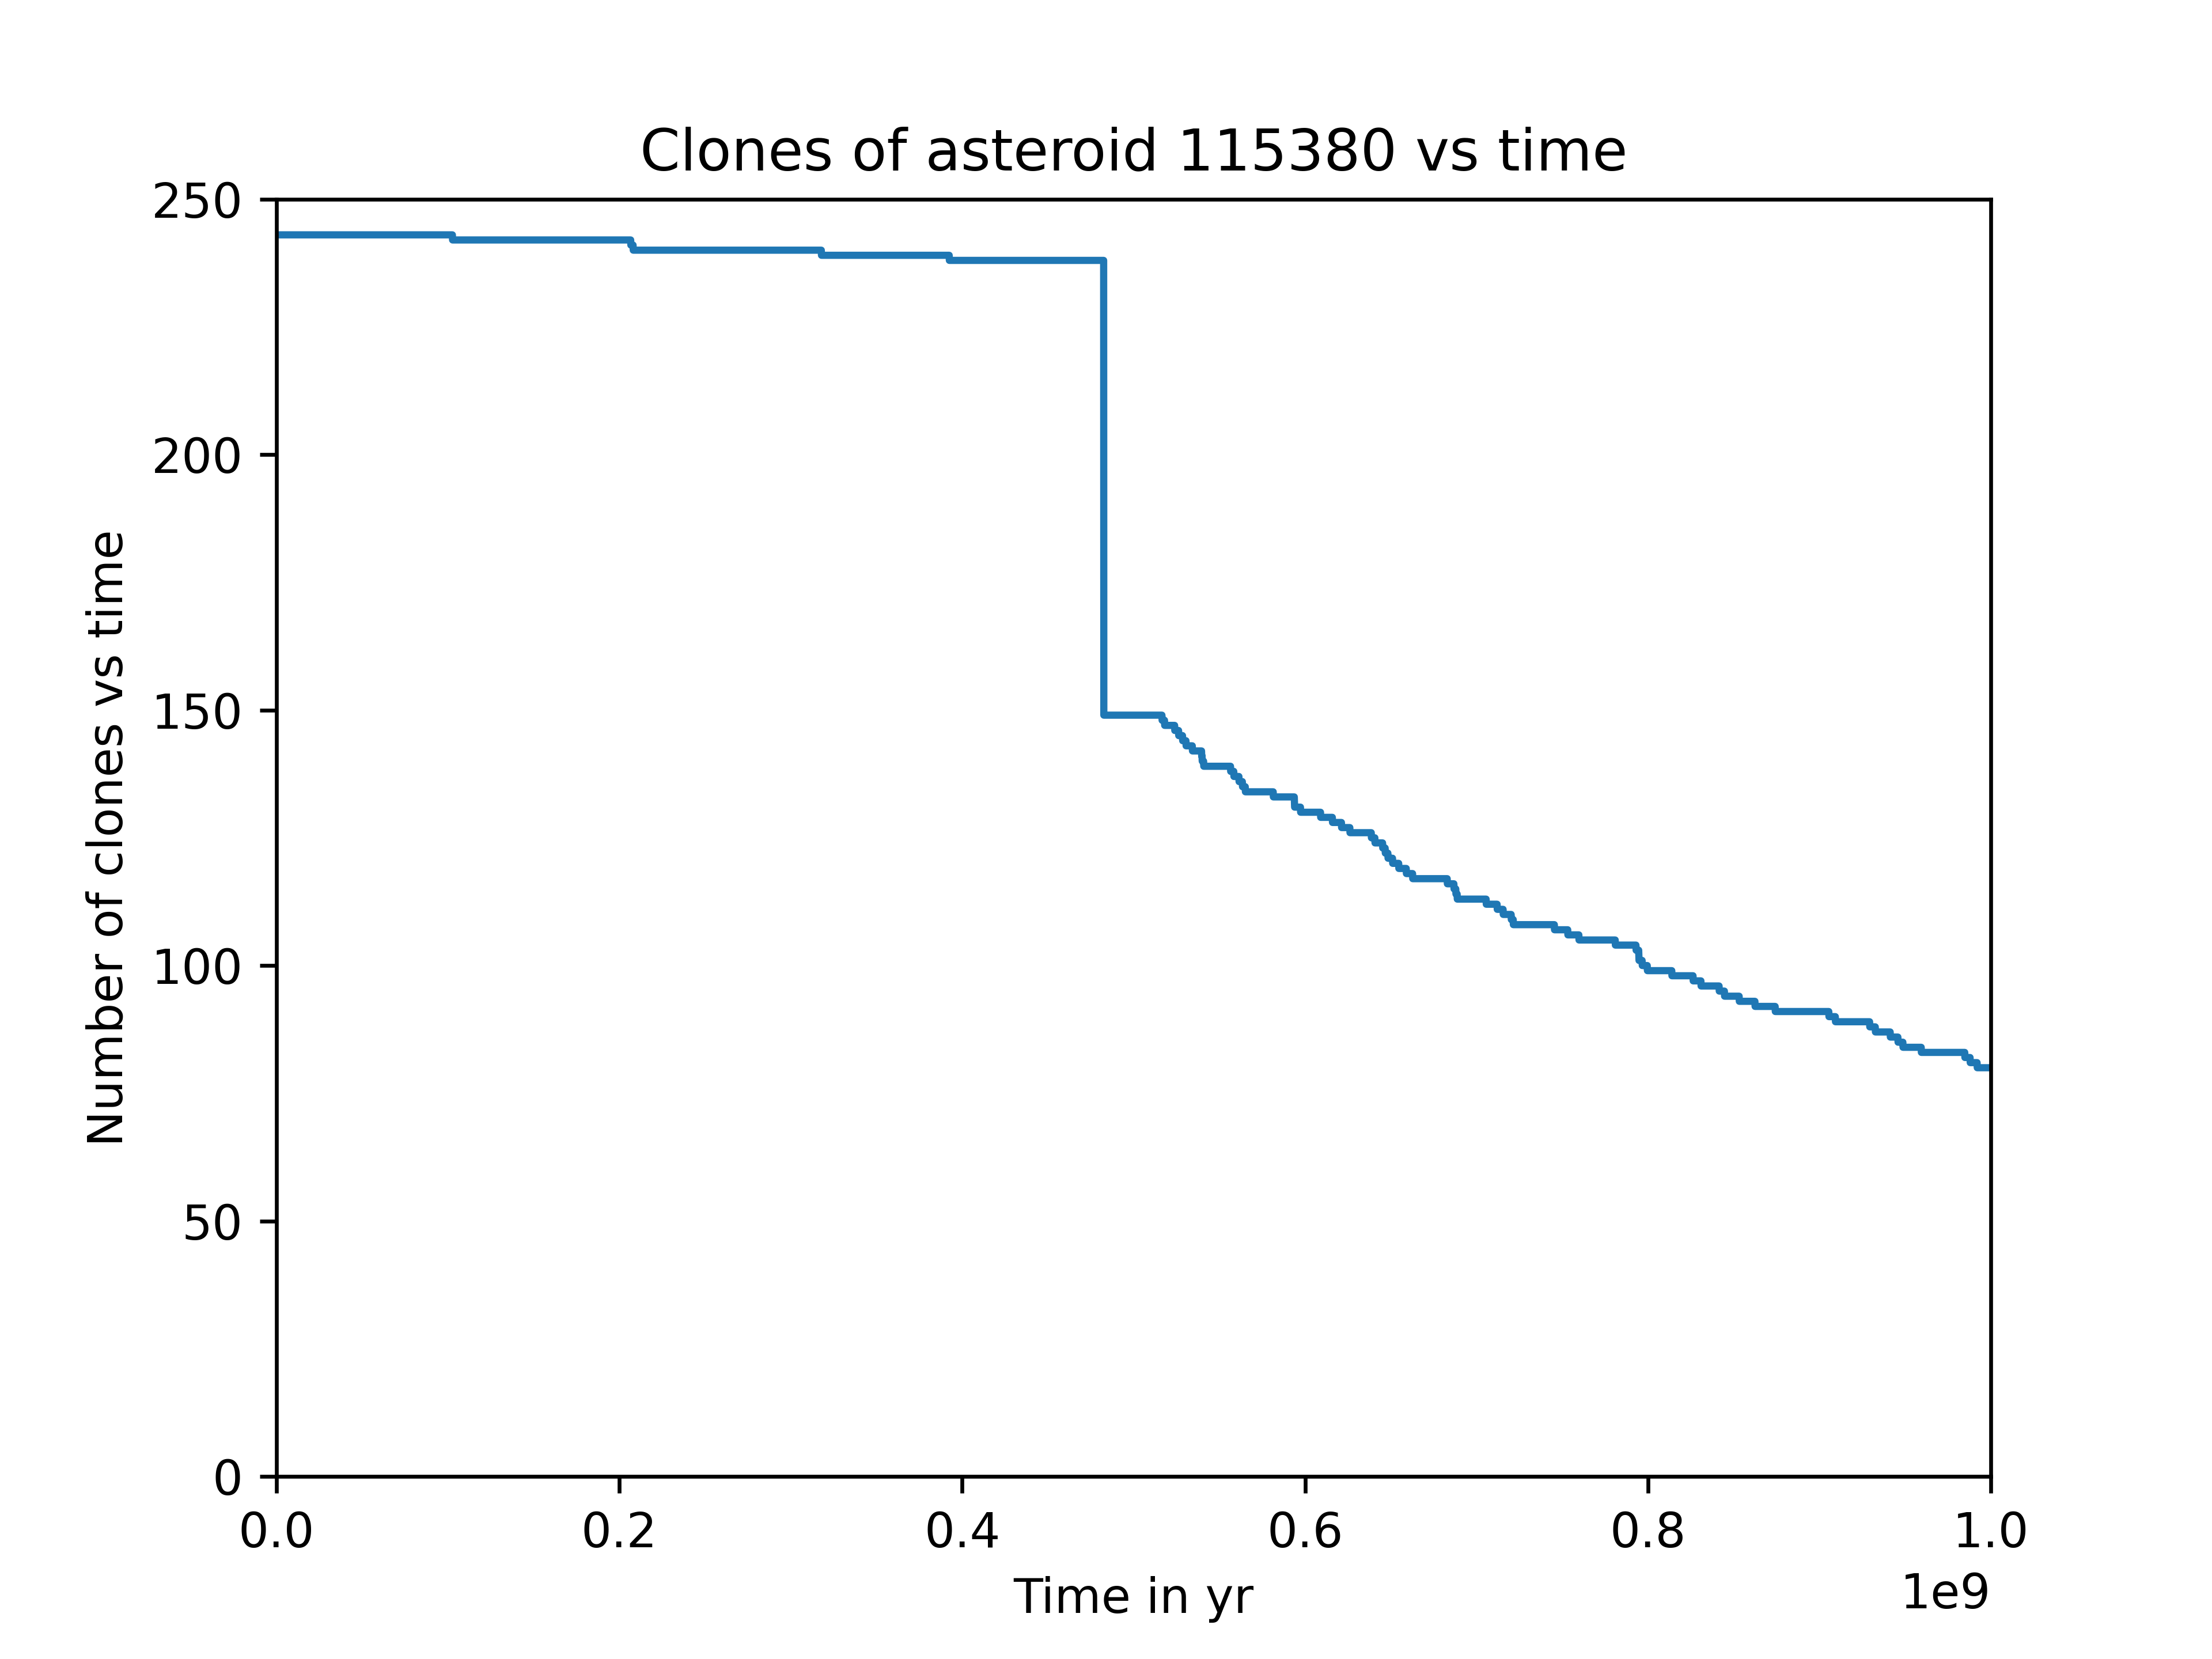 Clones of asteroid 115380 vs time
250
200
150
100
50
0
Number of clones vs time
0.0 0.2 0.4 0.6 0.8 1.0
Time in yr
1e9